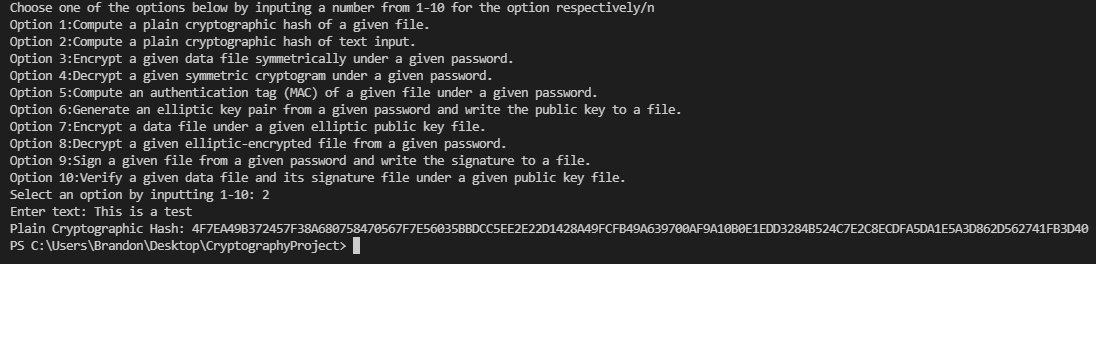 Choose one of the options below by inputing a number from 1-10 for the option respectively/n
Option 1:Compute a plain cryptographic hash of a given file.
Option 2:Compute a plain cryptographic hash of text input.
Option 3:Encrypt a given data file symmetrically under a given password.
Option 4:Decrypt a given symmetric cryptogram under a given password.
Option 5:Compute an authentication tag (MAC) of a given file under a given password.
Option 6:Generate an elliptic key pair from a given password and write the public key to a file.
Option 7:Encrypt a data file under a given elliptic public key file.
Option 8:Decrypt a given elliptic-encrypted file from a given password.
Option 9:Sign a given file from a given password and write the signature to a file.
Option 10:Verify a given data file and its signature file under a given public key file.
Select an option by inputting 1-10: 2
Enter text: This is a test
Plain Cryptographic Hash: 4F7EA49B372457F38A680758470567F7E56035BBDCC5EE2E22D1428A49FCFB49A639700AF9A10B0E1EDD3284B524C7E2C8ECDFA5DA1E5A3D862D562741FB3D40
PS C:\Users\Brandon\Desktop\CryptographyProject>